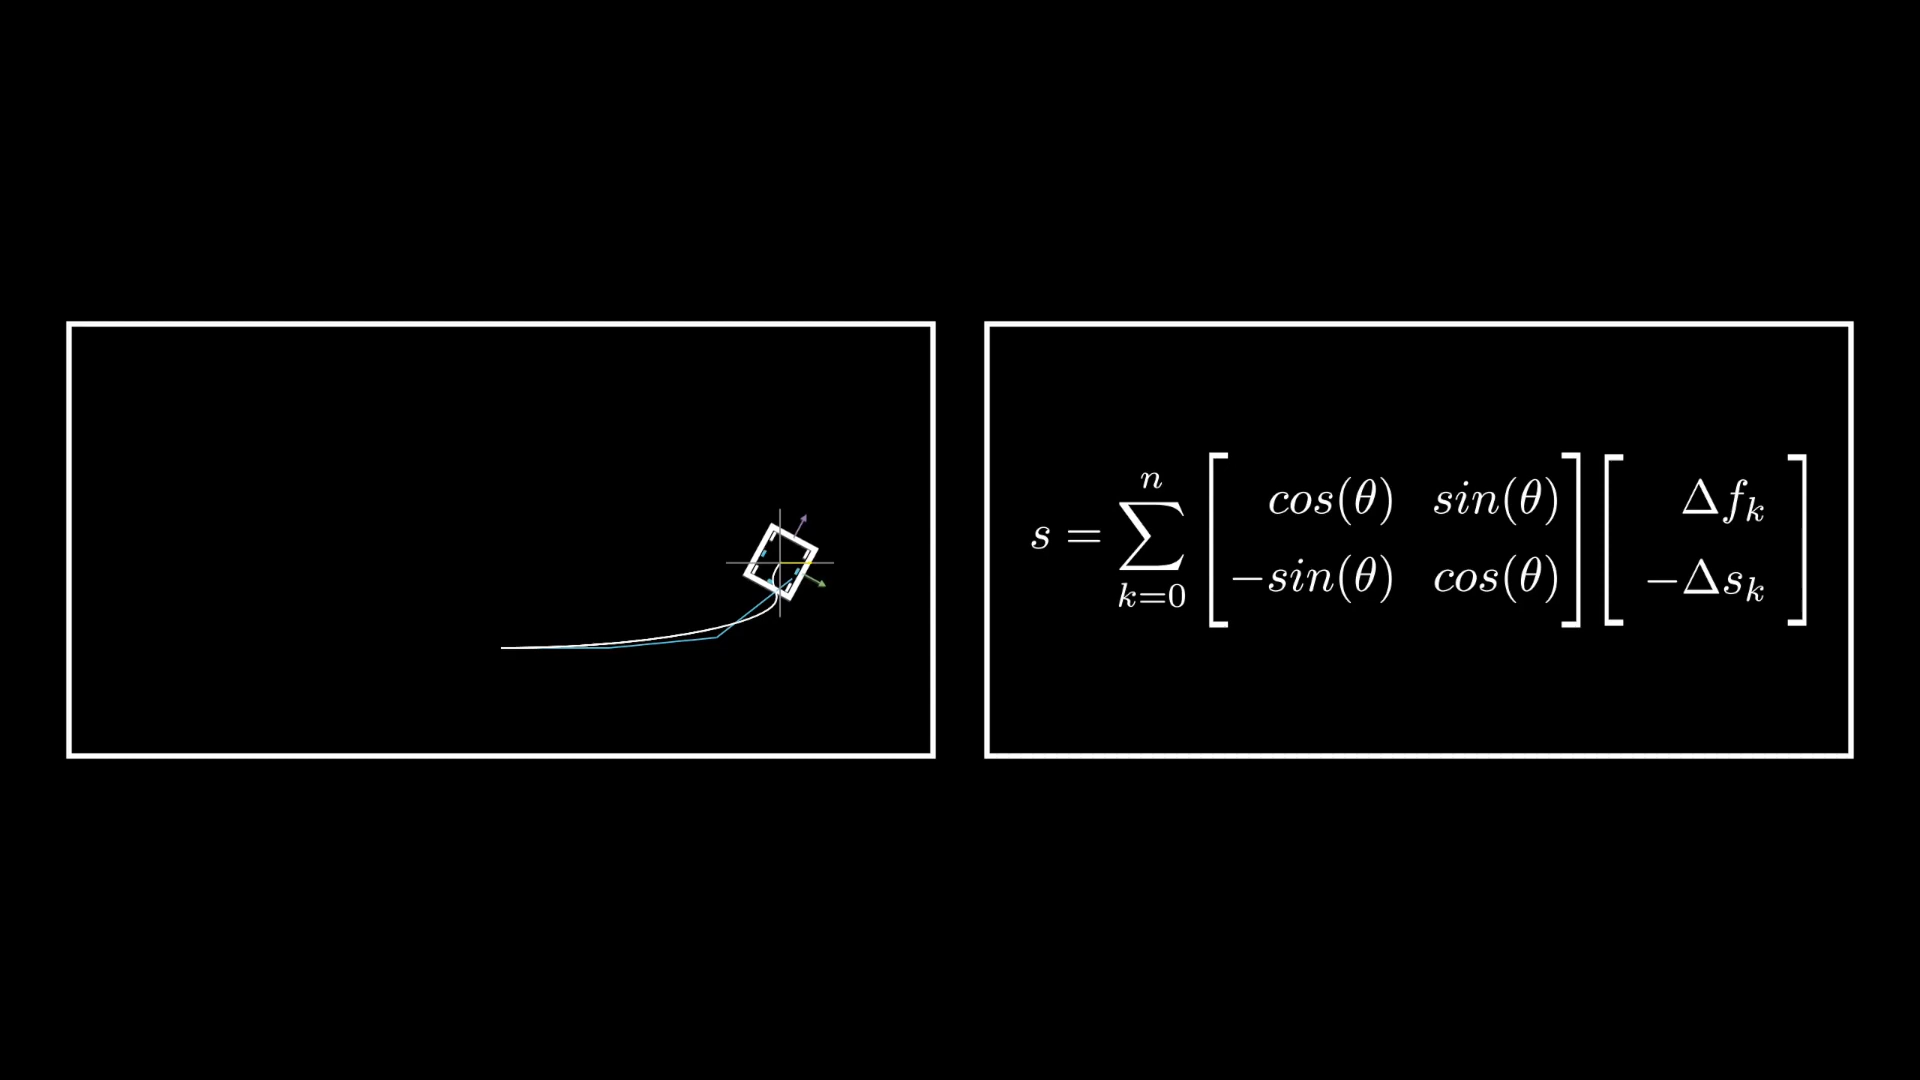 s = \sum_{k=0}^{n} \begin{bmatrix} cos(\theta) & sin(\theta) \\ -sin(\theta) & cos(\theta) \end{bmatrix} \begin{bmatrix} \Delta f_k \\ -\Delta s_k \end{bmatrix}